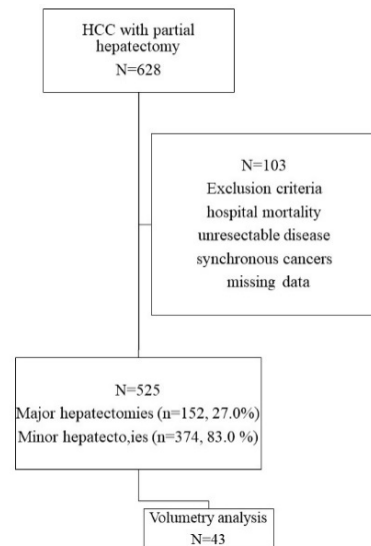 HCC with partial
hepatectomy
N=628
N=103
Exclusion criteria
hospital mortality
unresectable disease
synchronous cancers
missing data
N=525
Major hepatectomies (n=152, 27.0%)
Minor hepatecto,ies (n=374, 83.0 %)
Volumetry analysis
N=43